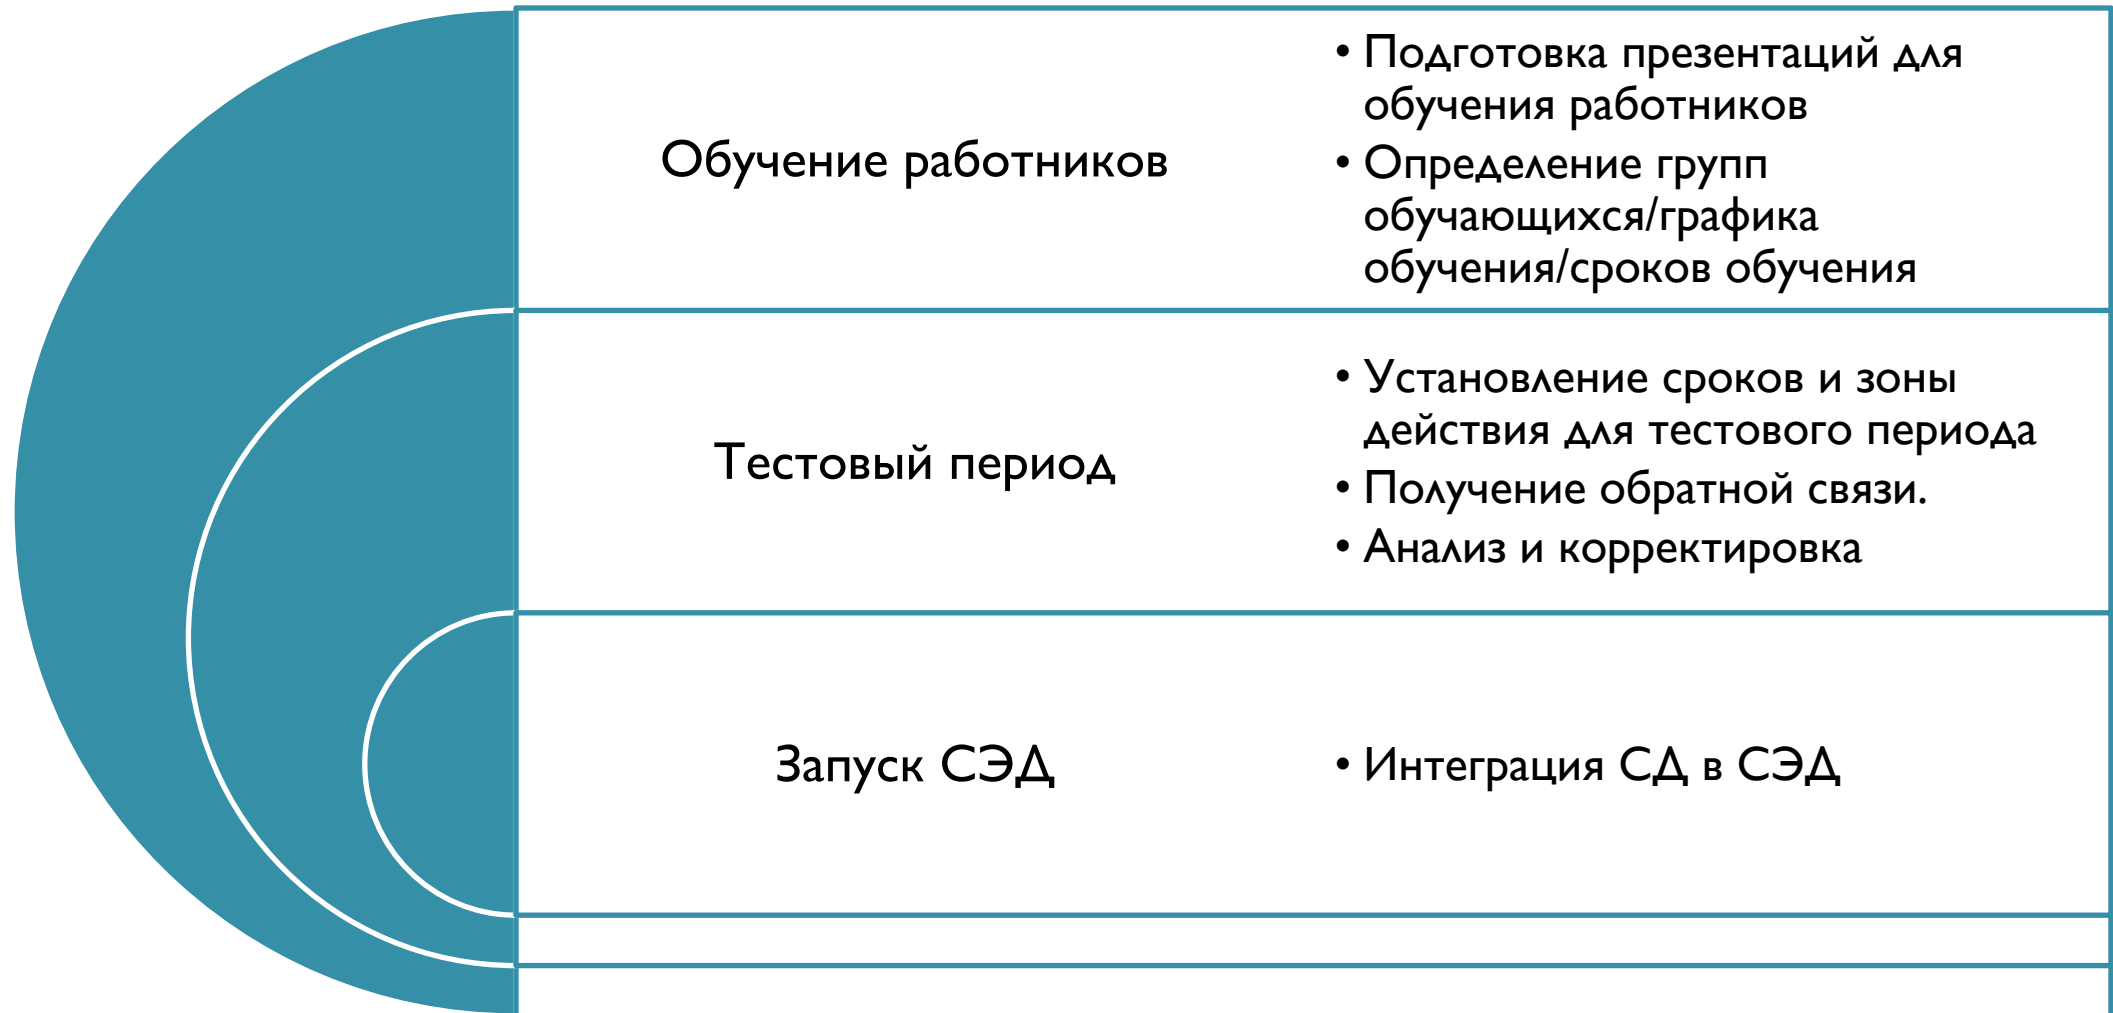 Обучение работников
• Подготовка презентаций для
обучения работников
• Определение групп
обучающихся/графика
обучения/сроков обучения
Тестовый период
• Установление сроков и зоны
действия для тестового периода
• Получение обратной связи.
• Анализ и корректировка
Запуск СЭД
• Интеграция СД в СЭД